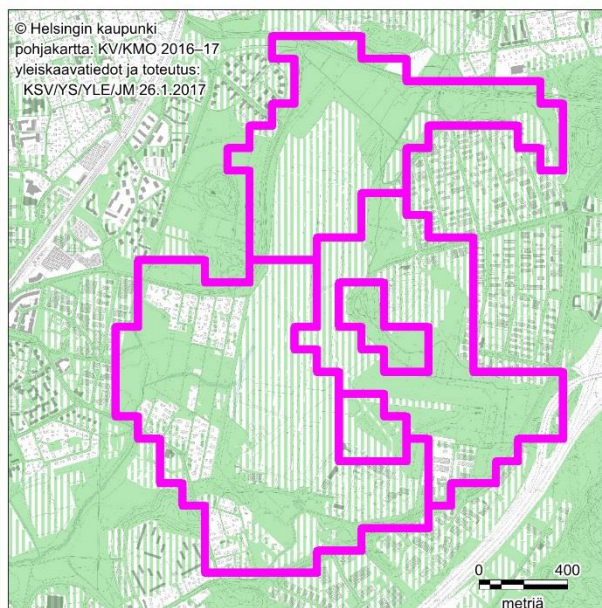 © Helsingin kaupunki
pohjakartta: KV/KMO 2016–17
yleiskaavatiedot ja toteutus:
KSV/YS/YLE/JM 26.1.2017
0 400
metriä